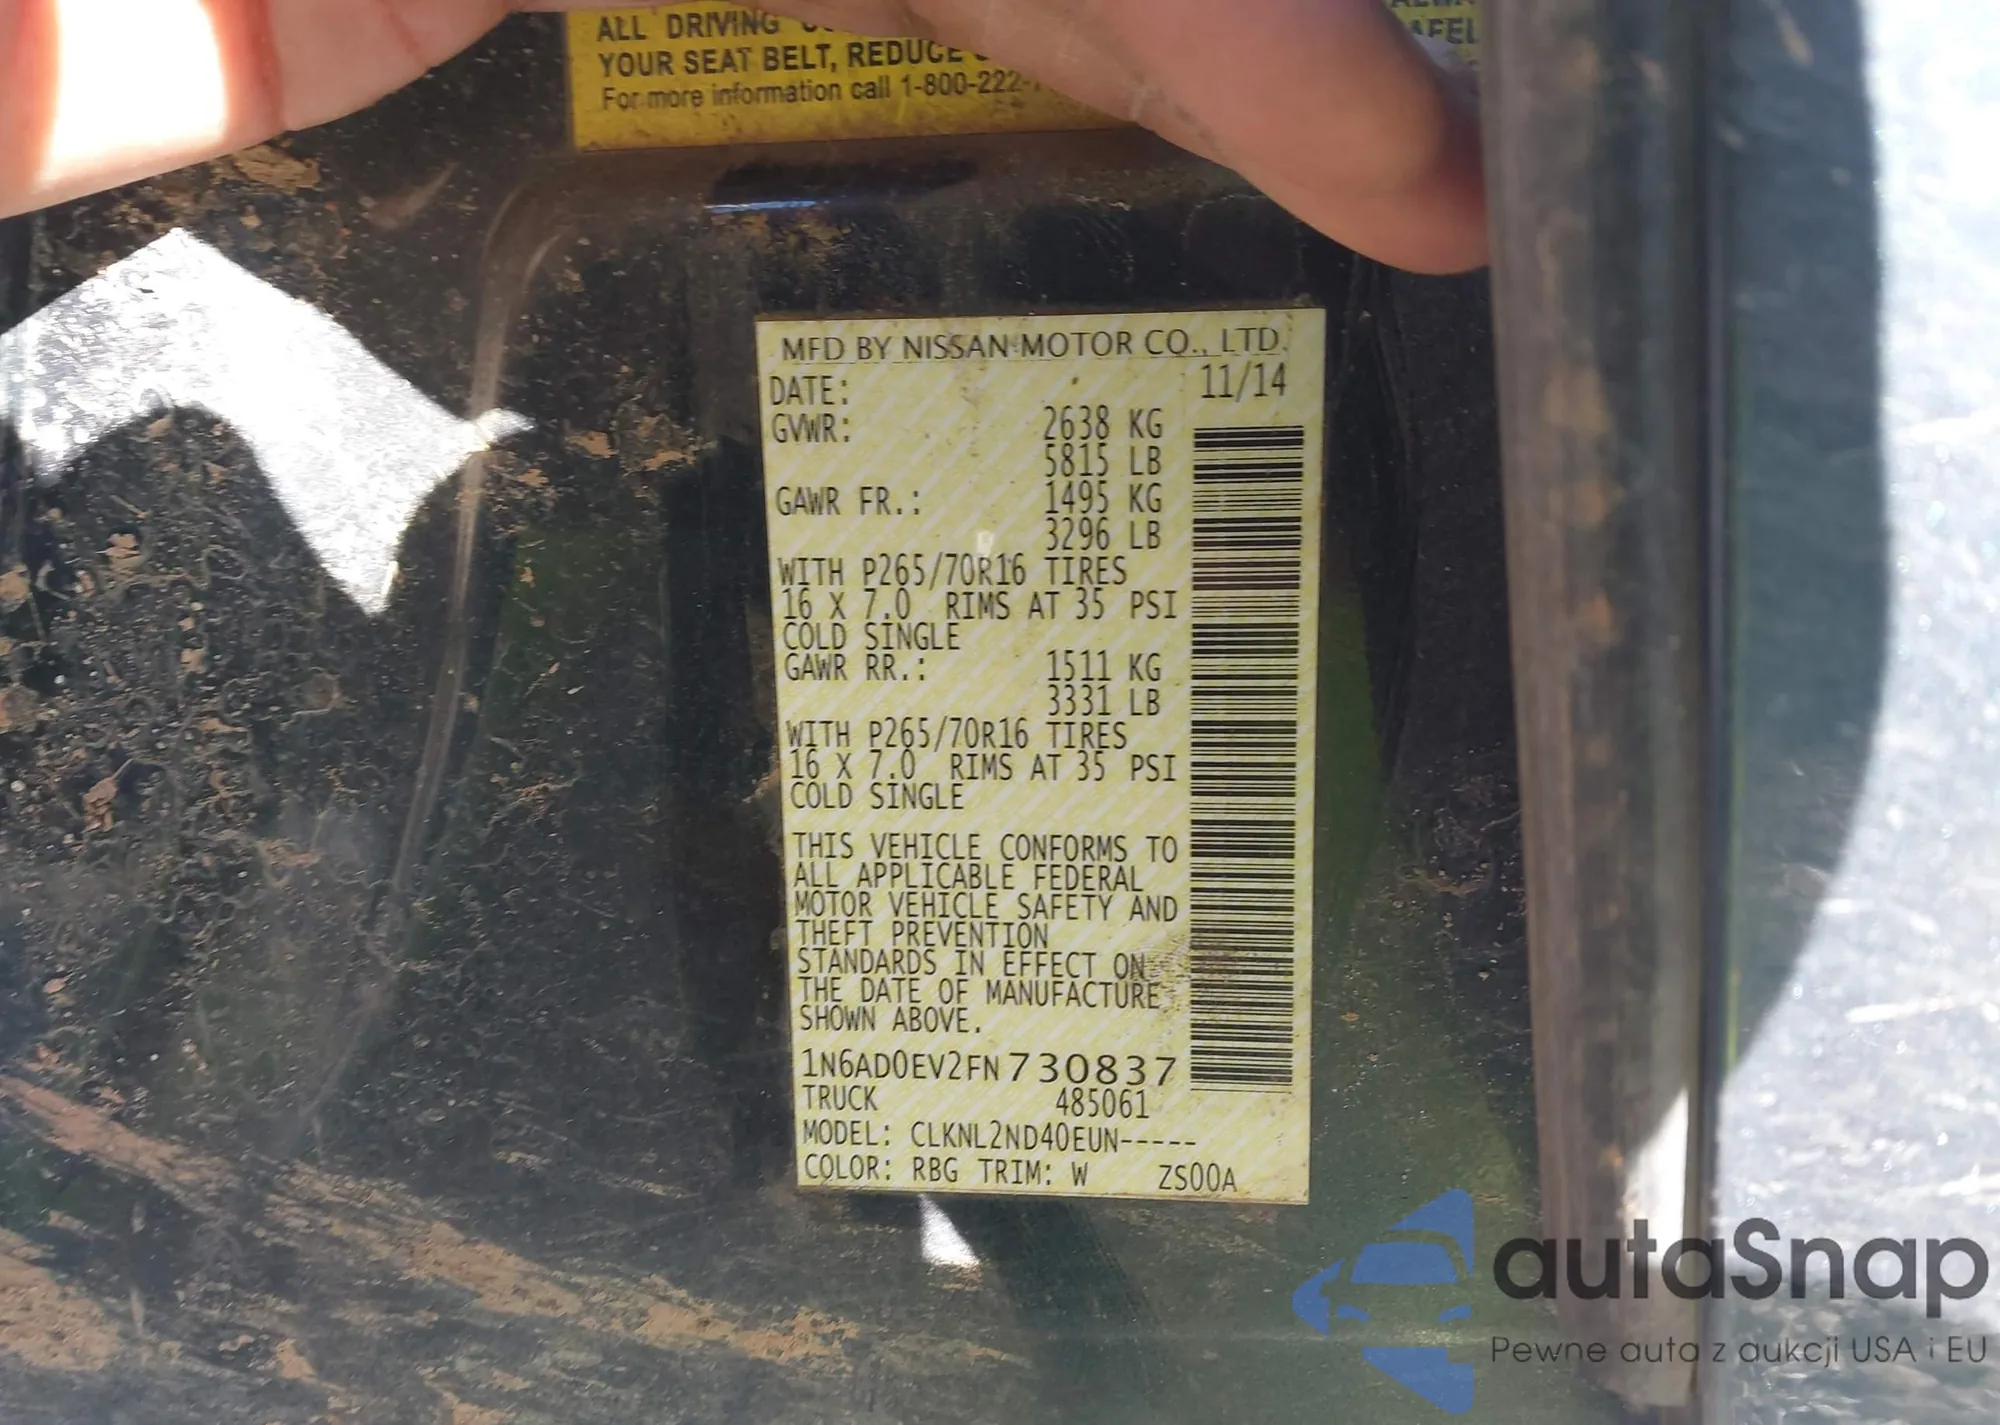 ALL DRIVING
YOUR SEAT BELT, REDUCE
For more information call 1-800-222-
MFD BY NISSAN MOTOR CO., LTD.
DATE: 11/14
GVWR: 2638 KG
5815 LB
GAWR FR.: 1495 KG
3296 LB
WITH P265/70R16 TIRES
16 X 7.0 RIMS AT 35 PSI
COLD SINGLE
GAWR RR.: 1511 KG
3331 LB
WITH P265/70R16 TIRES
16 X 7.0 RIMS AT 35 PSI
COLD SINGLE
THIS VEHICLE CONFORMS TO
ALL APPLICABLE FEDERAL
MOTOR VEHICLE SAFETY AND
THEFT PREVENTION
STANDARDS IN EFFECT ON
THE DATE OF MANUFACTURE
SHOWN ABOVE.
1N6AD0EV2FN730837
TRUCK 485061
MODEL: CLKNL2ND40EUN-----
COLOR: RBG TRIM: W ZS00A
autaSnap
Pewne auta z aukcji USA i EU